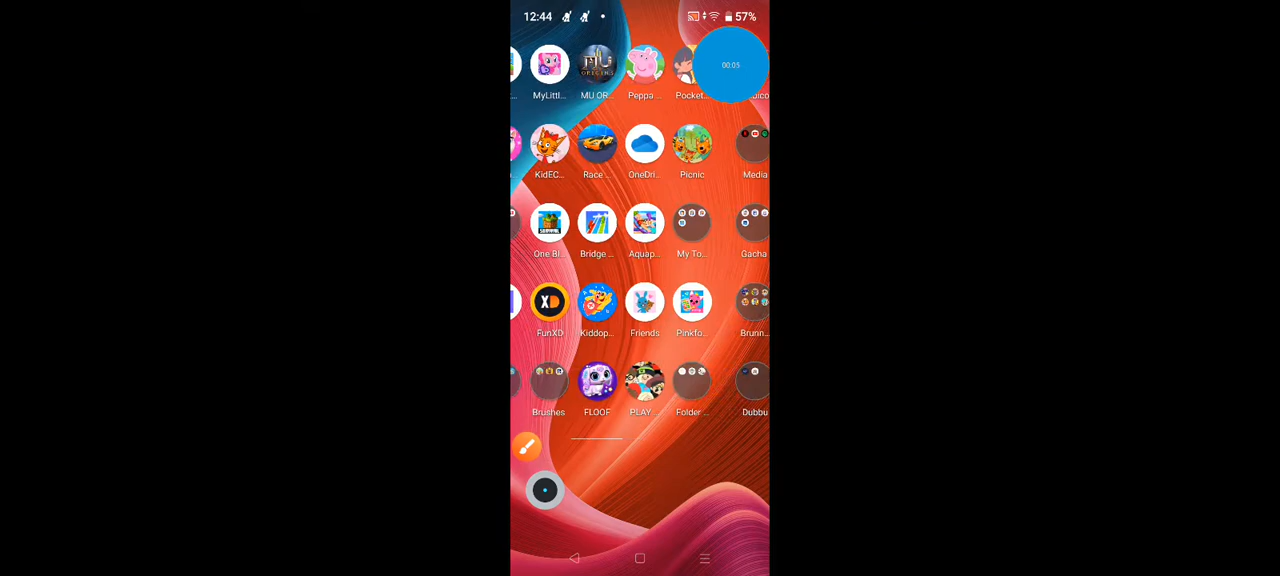 12:44 57%
00:05
MyLittl... MU OR... Peppa ... Pocket...
KidEC... Race ... OneDri... Picnic Media
One Bl... Bridge ... Aquap... My To... Gacha
FunXD Kiddop... Friends Pinkfo... Brunn...
Brushes FLOOF PLAY ... Folder ... Dubbu